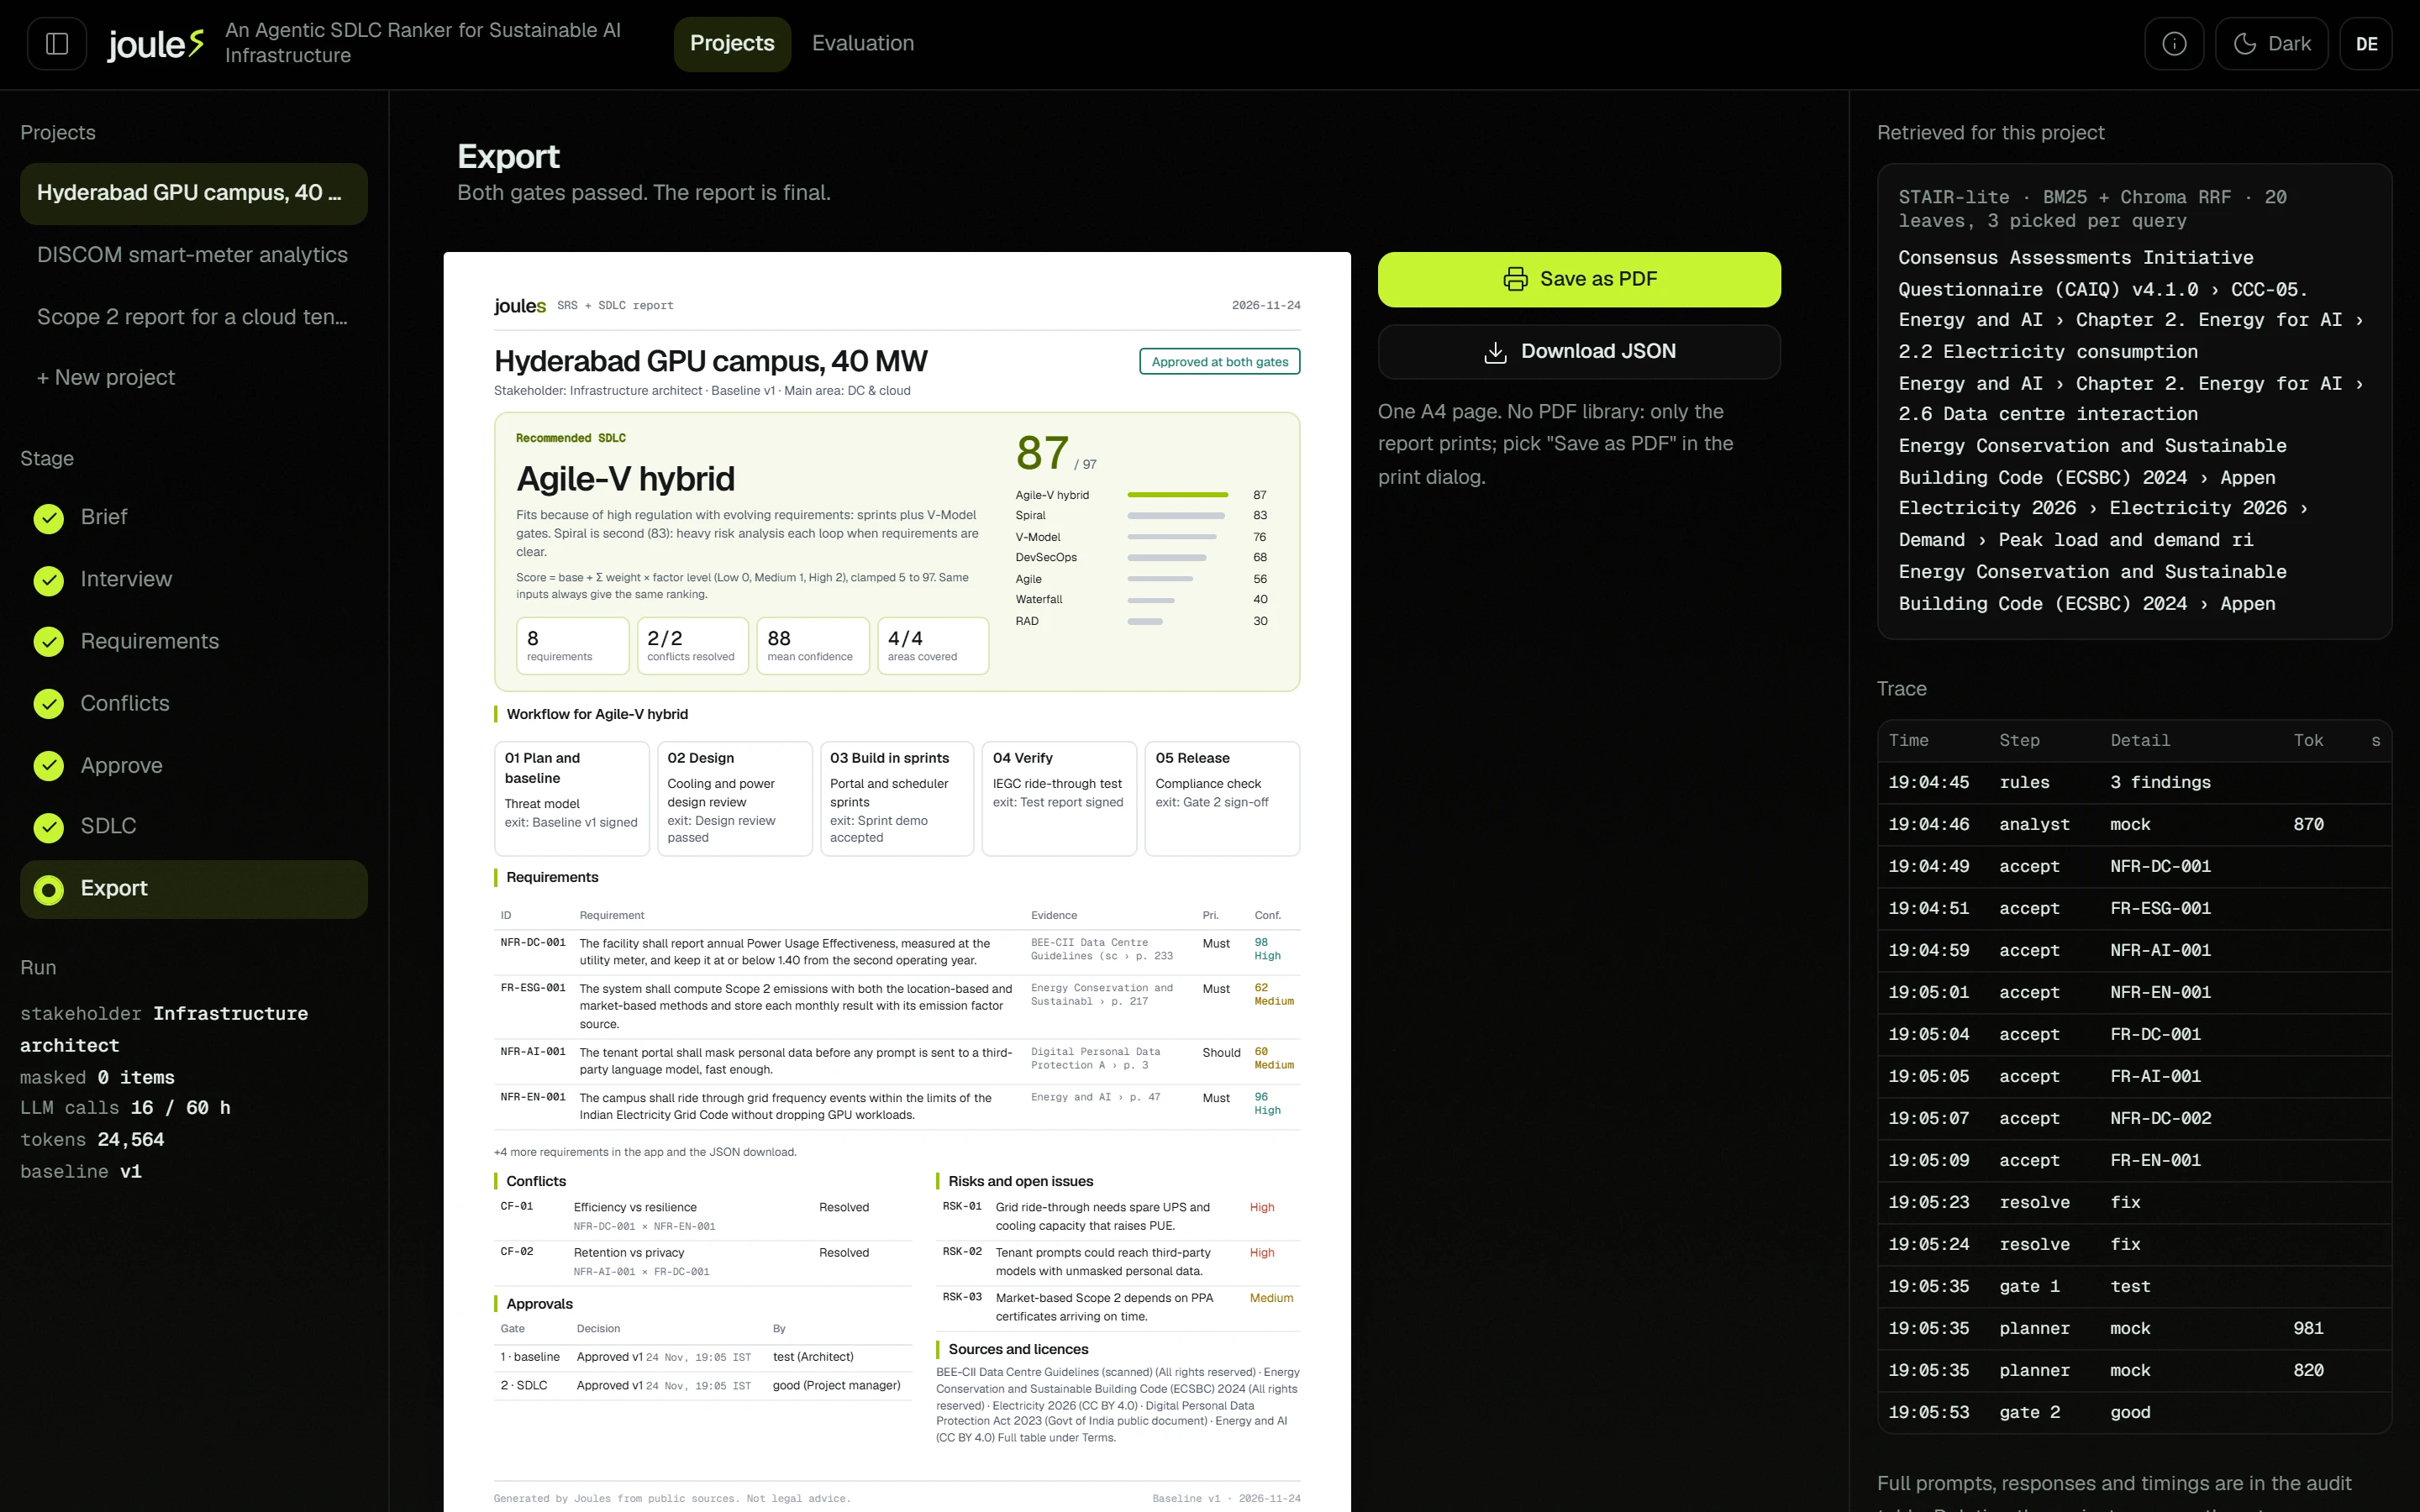 joules
An Agentic SDLC Ranker for Sustainable AI
Infrastructure
Projects
Evaluation
Dark
DE
Projects
Hyderabad GPU campus, 40 ...
DISCOM smart-meter analytics
Scope 2 report for a cloud ten...
+ New project
Stage
Brief
Interview
Requirements
Conflicts
Approve
SDLC
Export
Run
stakeholder Infrastructure
architect
masked 0 items
LLM calls 16 / 60 h
tokens 24,564
baseline v1
Export
Both gates passed. The report is final.
joules SRS + SDLC report 2026-11-24
Hyderabad GPU campus, 40 MW
Approved at both gates
Stakeholder: Infrastructure architect · Baseline v1 · Main area: DC & cloud
Recommended SDLC
Agile-V hybrid
Fits because of high regulation with evolving requirements: sprints plus V-Model
gates. Spiral is second (83): heavy risk analysis each loop when requirements are
clear.
Score = base + Σ weight × factor level (Low 0, Medium 1, High 2), clamped 5 to 97. Same
inputs always give the same ranking.
8
requirements
2/2
conflicts resolved
88
mean confidence
4/4
areas covered
87 / 97
Agile-V hybrid 87
Spiral 83
V-Model 76
DevSecOps 68
Agile 56
Waterfall 40
RAD 30
Workflow for Agile-V hybrid
01 Plan and
baseline
Threat model
exit: Baseline v1 signed
02 Design
Cooling and power
design review
exit: Design review
passed
03 Build in sprints
Portal and scheduler
sprints
exit: Sprint demo
accepted
04 Verify
IEGC ride-through test
exit: Test report signed
05 Release
Compliance check
exit: Gate 2 sign-off
Requirements
ID Requirement Evidence Pri. Conf.
NFR-DC-001 The facility shall report annual Power Usage Effectiveness, measured at the BEE-CII Data Centre Must 98
utility meter, and keep it at or below 1.40 from the second operating year. Guidelines (sc › p. 233 High
FR-ESG-001 The system shall compute Scope 2 emissions with both the location-based and Energy Conservation and Must 62
market-based methods and store each monthly result with its emission factor Sustainabl › p. 217 Medium
source.
NFR-AI-001 The tenant portal shall mask personal data before any prompt is sent to a third- Digital Personal Data Should 60
party language model, fast enough. Protection A › p. 3 Medium
NFR-EN-001 The campus shall ride through grid frequency events within the limits of the Energy and AI › p. 47 Must 96
Indian Electricity Grid Code without dropping GPU workloads. High
+4 more requirements in the app and the JSON download.
Conflicts
CF-01 Efficiency vs resilience Resolved
NFR-DC-001 × NFR-EN-001
CF-02 Retention vs privacy Resolved
NFR-AI-001 × FR-DC-001
Approvals
Gate Decision By
1 · baseline Approved v1 24 Nov, 19:05 IST test (Architect)
2 · SDLC Approved v1 24 Nov, 19:05 IST good (Project manager)
Risks and open issues
RSK-01 Grid ride-through needs spare UPS and High
cooling capacity that raises PUE.
RSK-02 Tenant prompts could reach third-party High
models with unmasked personal data.
RSK-03 Market-based Scope 2 depends on PPA Medium
certificates arriving on time.
Sources and licences
BEE-CII Data Centre Guidelines (scanned) (All rights reserved) · Energy
Conservation and Sustainable Building Code (ECSBC) 2024 (All rights
reserved) · Electricity 2026 (CC BY 4.0) · Digital Personal Data
Protection Act 2023 (Govt of India public document) · Energy and AI
(CC BY 4.0) Full table under Terms.
Generated by Joules from public sources. Not legal advice. Baseline v1 · 2026-11-24
Save as PDF
Download JSON
One A4 page. No PDF library: only the
report prints; pick "Save as PDF" in the
print dialog.
Retrieved for this project
STAIR-lite · BM25 + Chroma RRF · 20
leaves, 3 picked per query
Consensus Assessments Initiative
Questionnaire (CAIQ) v4.1.0 › CCC-05.
Energy and AI › Chapter 2. Energy for AI ›
2.2 Electricity consumption
Energy and AI › Chapter 2. Energy for AI ›
2.6 Data centre interaction
Energy Conservation and Sustainable
Building Code (ECSBC) 2024 › Appen
Electricity 2026 › Electricity 2026 ›
Demand › Peak load and demand ri
Energy Conservation and Sustainable
Building Code (ECSBC) 2024 › Appen
Trace
Time Step Detail Tok s
19:04:45 rules 3 findings
19:04:46 analyst mock 870
19:04:49 accept NFR-DC-001
19:04:51 accept FR-ESG-001
19:04:59 accept NFR-AI-001
19:05:01 accept NFR-EN-001
19:05:04 accept FR-DC-001
19:05:05 accept FR-AI-001
19:05:07 accept NFR-DC-002
19:05:09 accept FR-EN-001
19:05:23 resolve fix
19:05:24 resolve fix
19:05:35 gate 1 test
19:05:35 planner mock 981
19:05:35 planner mock 820
19:05:53 gate 2 good
Full prompts, responses and timings are in the audit